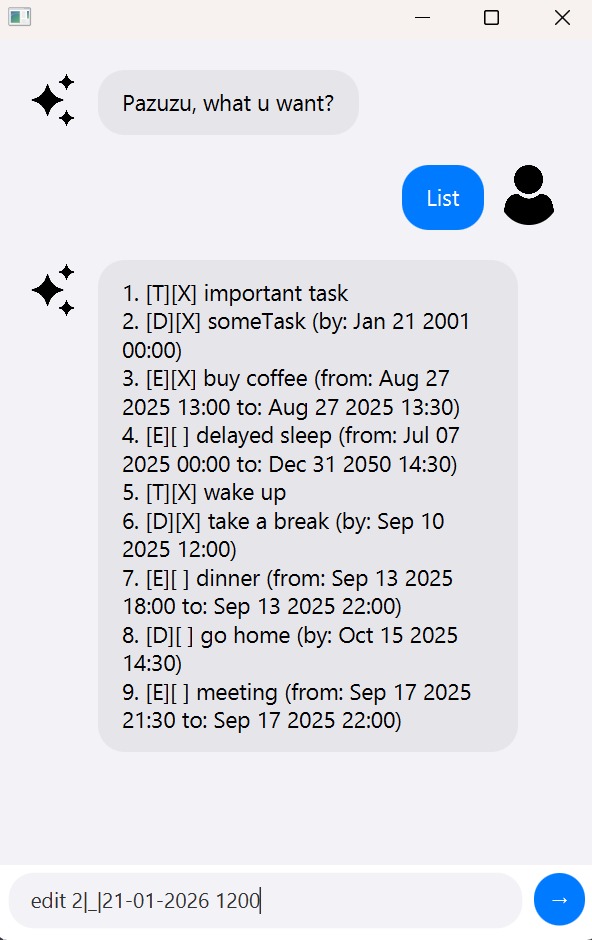 Pazuzu, what u want?
List
1. [T][X] important task
2. [D][X] someTask (by: Jan 21 2001
00:00)
3. [E][X] buy coffee (from: Aug 27
2025 13:00 to: Aug 27 2025 13:30)
4. [E][ ] delayed sleep (from: Jul 07
2025 00:00 to: Dec 31 2050 14:30)
5. [T][X] wake up
6. [D][X] take a break (by: Sep 10
2025 12:00)
7. [E][ ] dinner (from: Sep 13 2025
18:00 to: Sep 13 2025 22:00)
8. [D][ ] go home (by: Oct 15 2025
14:30)
9. [E][ ] meeting (from: Sep 17 2025
21:30 to: Sep 17 2025 22:00)
edit 2|_|21-01-2026 1200
→